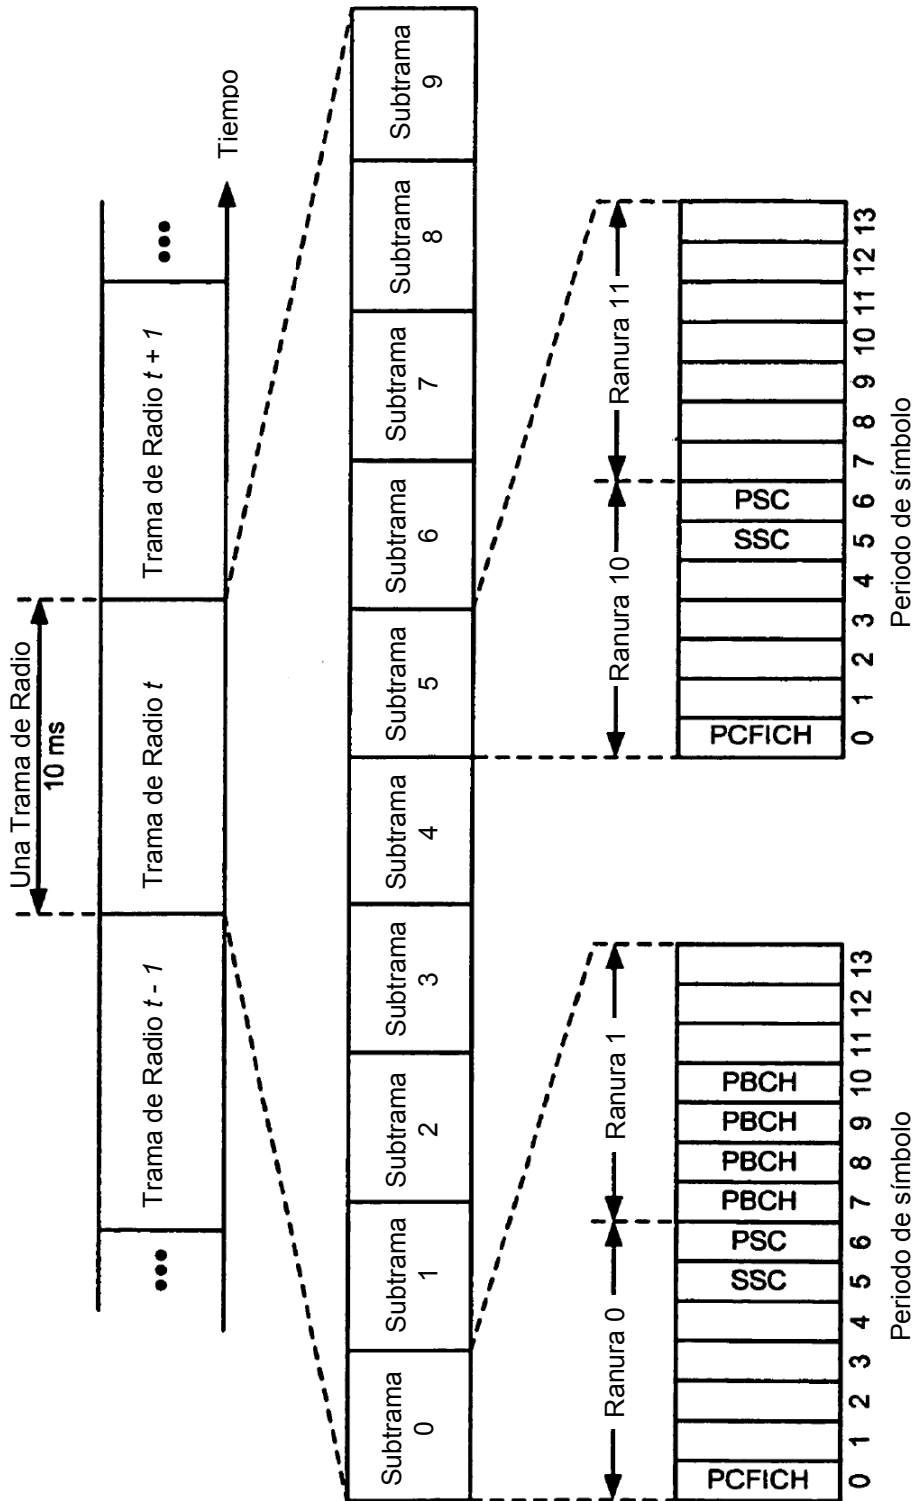 Una Trama de Radio
10 ms
•••
Trama de Radio t - 1
Trama de Radio t
Trama de Radio t + 1
•••
Tiempo
Subtrama
0
Subtrama
1
Subtrama
2
Subtrama
3
Subtrama
4
Subtrama
5
Subtrama
6
Subtrama
7
Subtrama
8
Subtrama
9
Ranura 0
Ranura 1
PCFICH
SSC
PSC
PBCH
PBCH
PBCH
PBCH
0 1 2 3 4 5 6 7 8 9 10 11 12 13
Periodo de símbolo
Ranura 10
Ranura 11
PCFICH
SSC
PSC
0 1 2 3 4 5 6 7 8 9 10 11 12 13
Periodo de símbolo